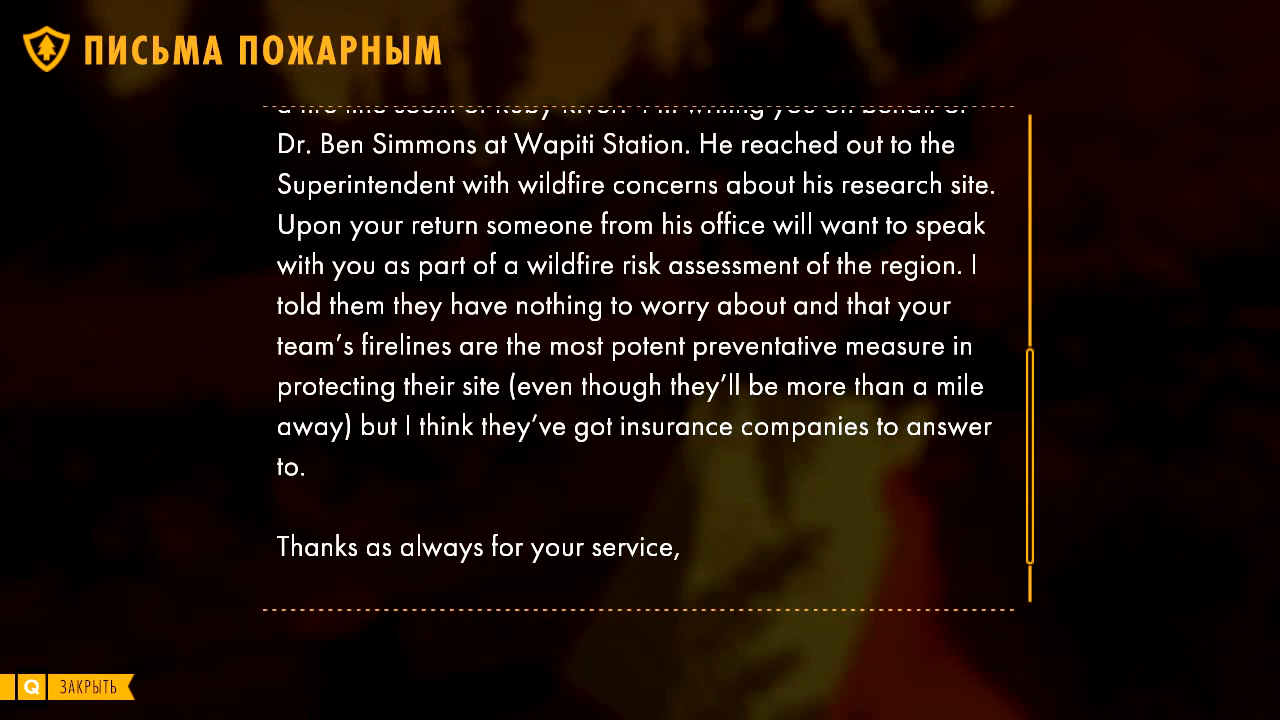 ПИСЬМА ПОЖАРНЫМ
Dr. Ben Simmons at Wapiti Station. He reached out to the
Superintendent with wildfire concerns about his research site.
Upon your return someone from his office will want to speak
with you as part of a wildfire risk assessment of the region. I
told them they have nothing to worry about and that your
team’s firelines are the most potent preventative measure in
protecting their site (even though they’ll be more than a mile
away) but I think they’ve got insurance companies to answer
to.
Thanks as always for your service,
Q ЗАКРЫТЬ